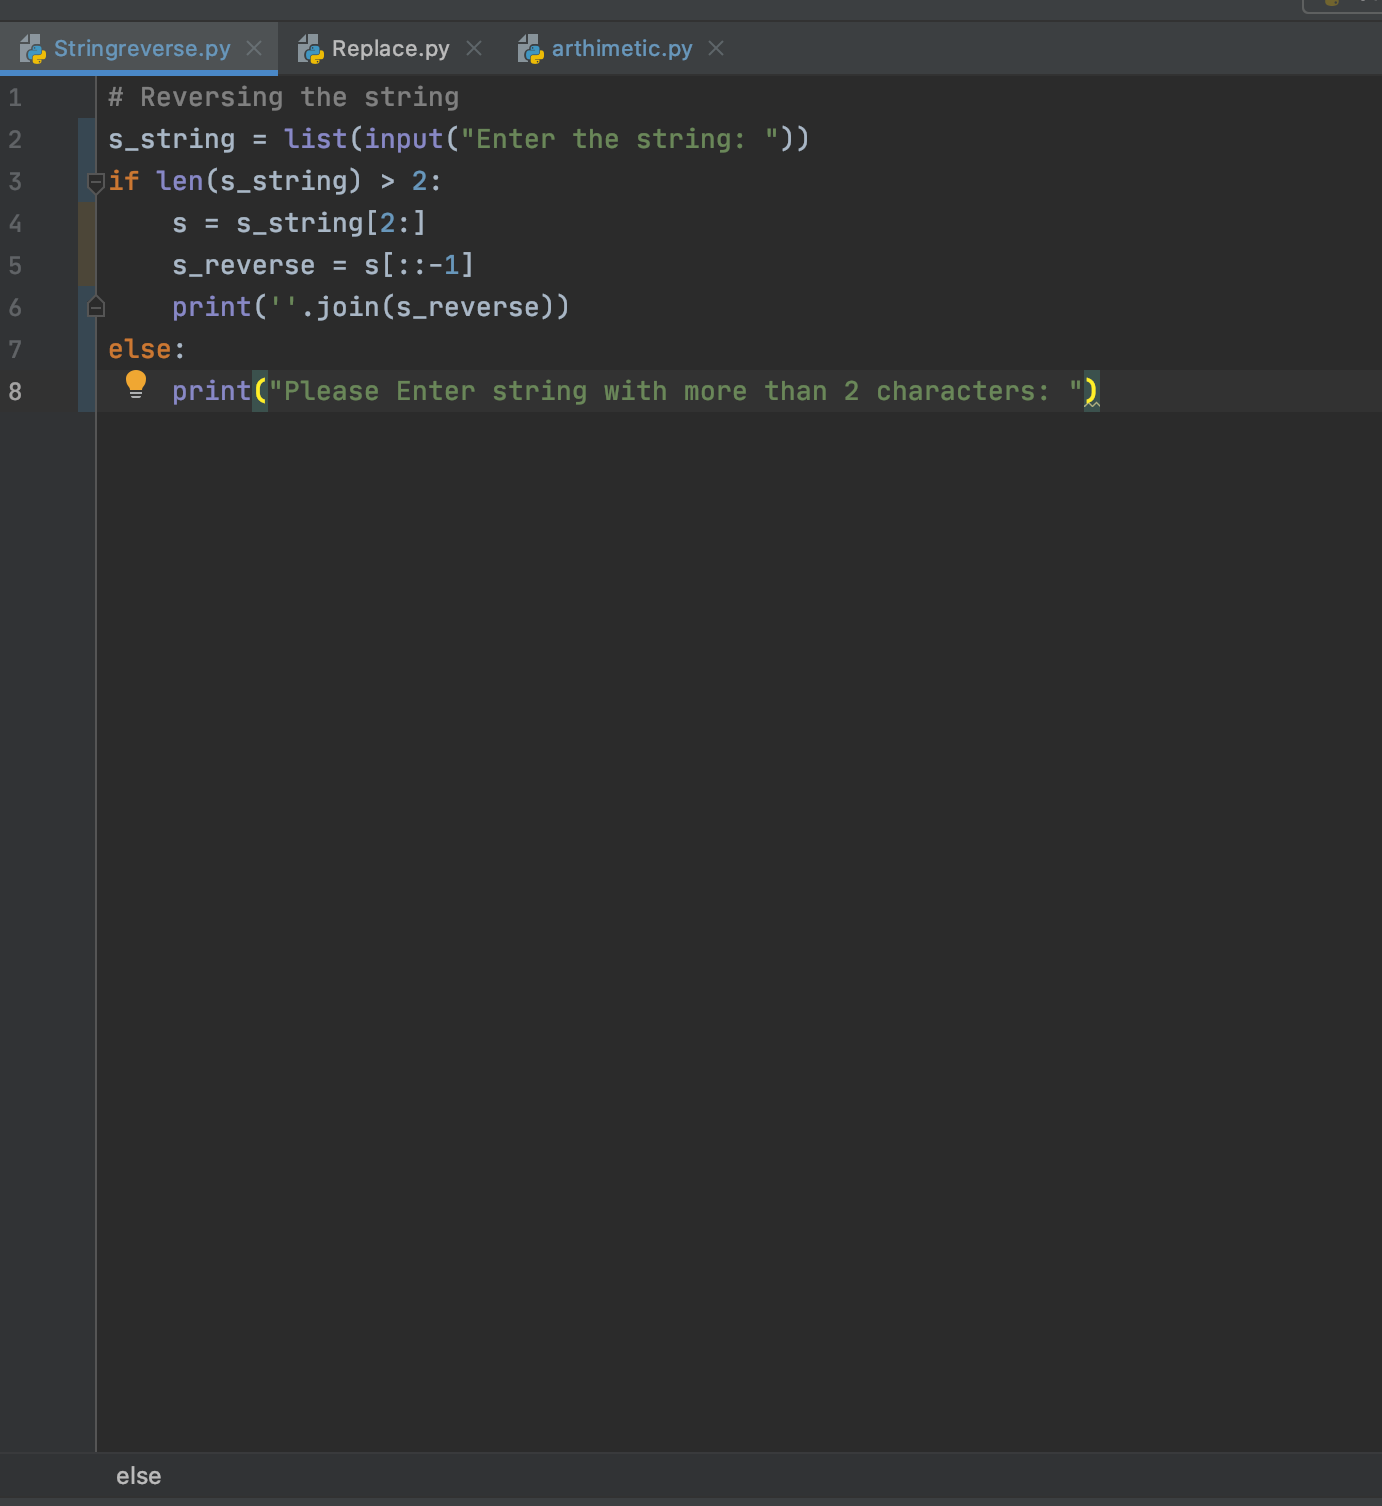 Stringreverse.py Replace.py arthimetic.py
1 # Reversing the string
2 s_string = list(input("Enter the string: "))
3 if len(s_string) > 2:
4     s = s_string[2:]
5     s_reverse = s[::-1]
6     print(''.join(s_reverse))
7 else:
8     print("Please Enter string with more than 2 characters: ")
else